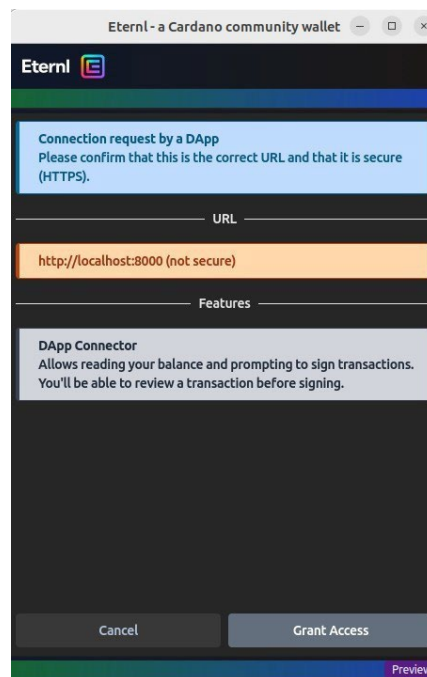 Eternl - a Cardano community wallet
Eternl
Connection request by a DApp
Please confirm that this is the correct URL and that it is secure
(HTTPS).
URL
http://localhost:8000 (not secure)
Features
DApp Connector
Allows reading your balance and prompting to sign transactions.
You'll be able to review a transaction before signing.
Cancel
Grant Access
Preview